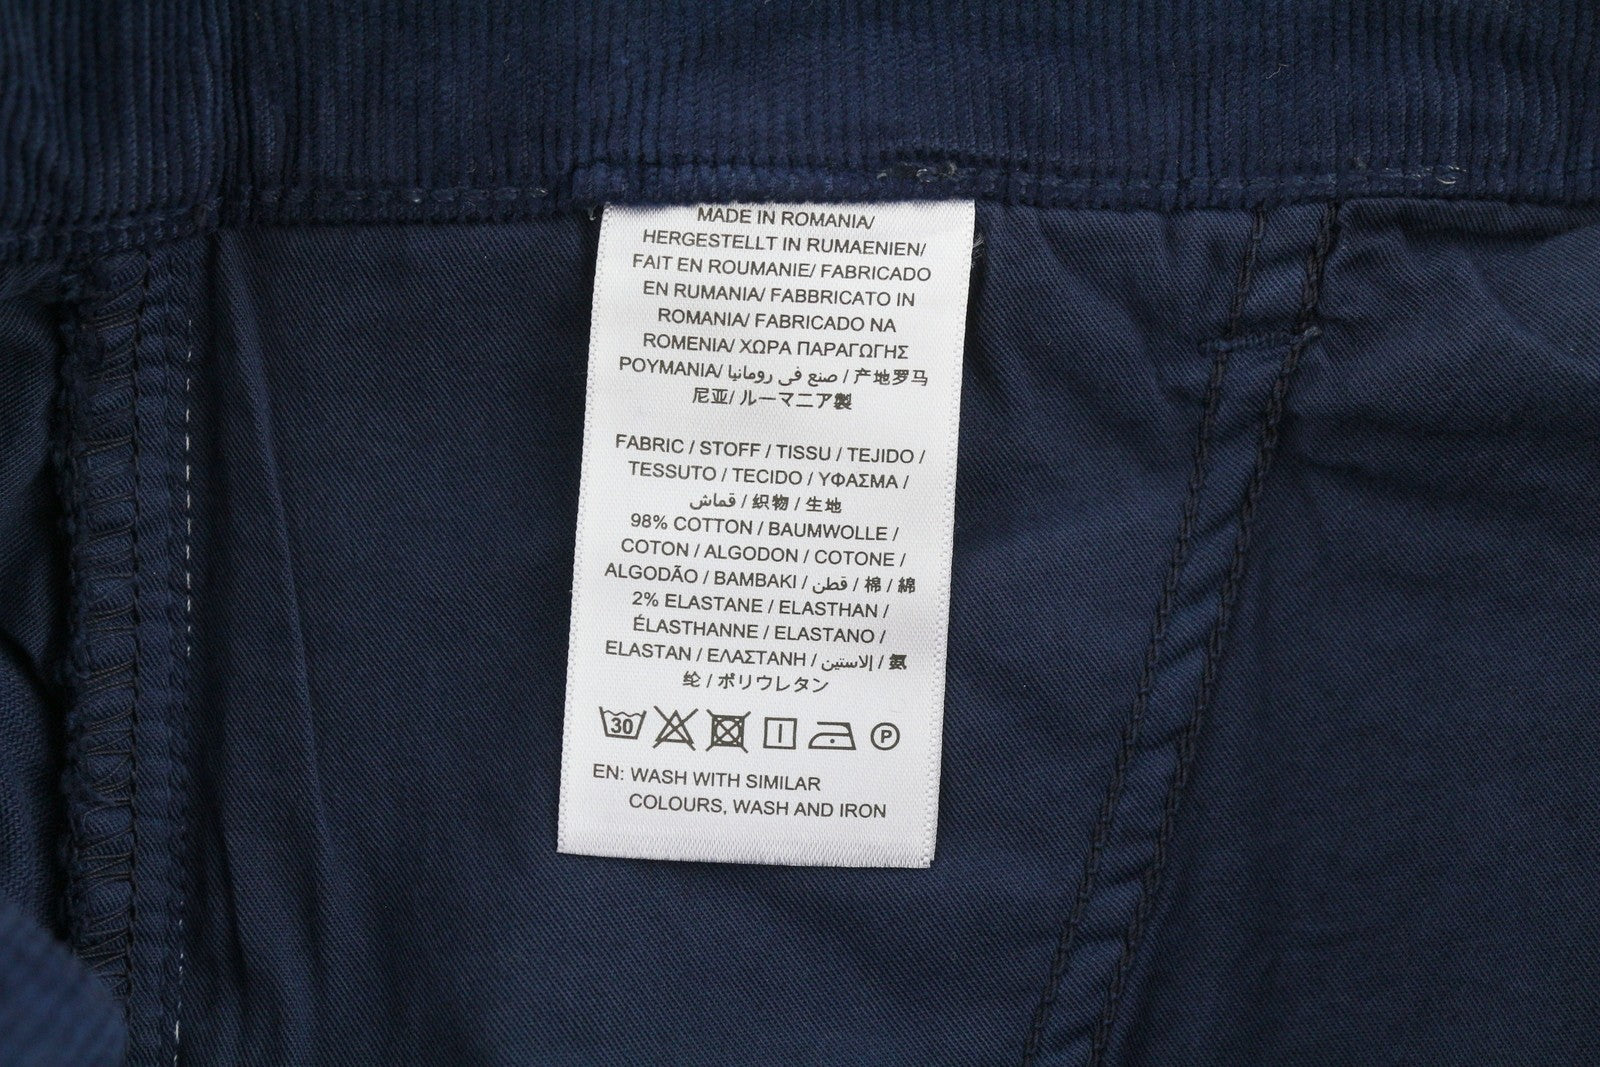 MADE IN ROMANIA/
HERGESTELLT IN RUMAENIEN/
FAIT EN ROUMANIE/ FABRICADO
EN RUMANIA/ FABBRICATO IN
ROMANIA/ FABRICADO NA
ROMENIA/ ΧΩΡΑ ΠΑΡΑΓΩΓΗΣ
ΡΟΥΜΑΝΙΑ/ صنع في رومانيا / 产地罗马
尼亚/ ルーマニア製
FABRIC / STOFF / TISSU / TEJIDO /
TESSUTO / TECIDO / ΥΦΑΣΜΑ /
قماش / 织物 / 生地
98% COTTON / BAUMWOLLE /
COTON / ALGODON / COTONE /
ALGODÃO / BAMBAKI / قطن / 棉 / 綿
2% ELASTANE / ELASTHAN /
ÉLASTHANNE / ELASTANO /
ELASTAN / ΕΛΑΣΤΑΝΗ / إلاستين / 氨
纶 / ポリウレタン
30 P
EN: WASH WITH SIMILAR
COLOURS, WASH AND IRON